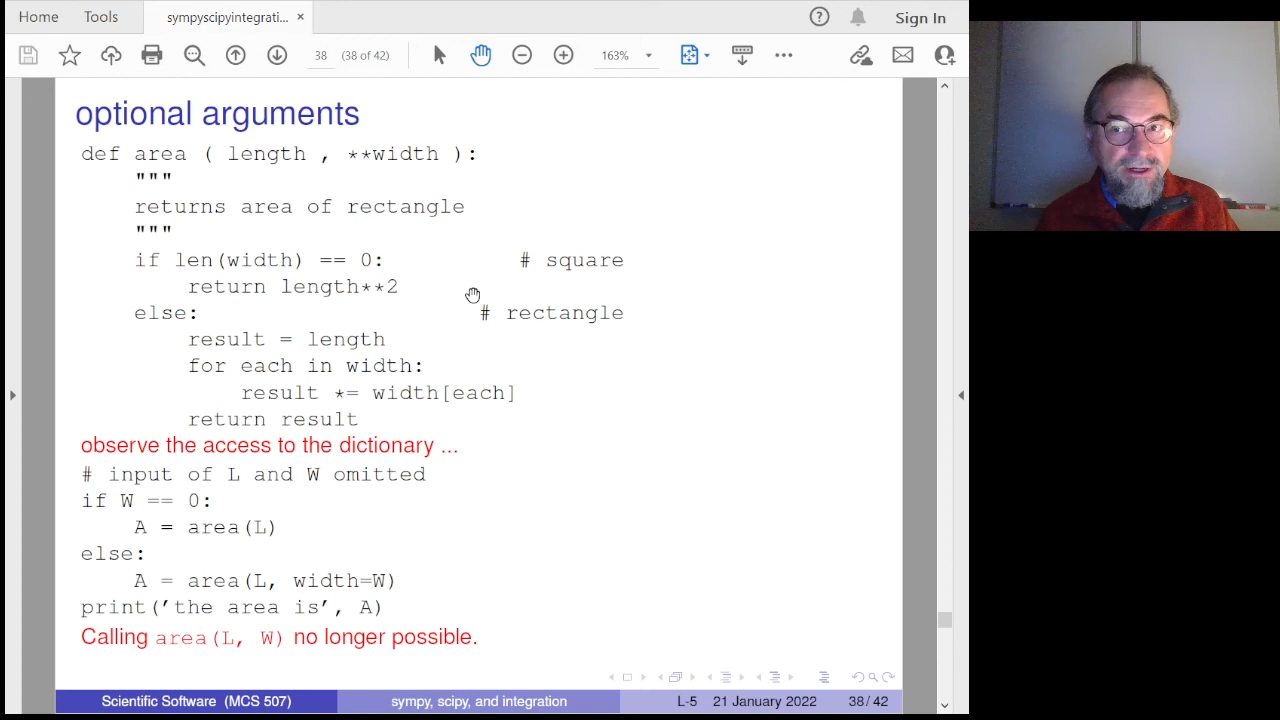 Home Tools sympyscipyintegrati... × Sign In
38 (38 of 42) 163%
optional arguments
def area ( length , **width ):
"""
returns area of rectangle
"""
if len(width) == 0: # square
return length**2
else: # rectangle
result = length
for each in width:
result *= width[each]
return result
observe the access to the dictionary ...
# input of L and W omitted
if W == 0:
A = area(L)
else:
A = area(L, width=W)
print('the area is', A)
Calling area(L, W) no longer possible.
Scientific Software (MCS 507) sympy, scipy, and integration L-5 21 January 2022 38 / 42